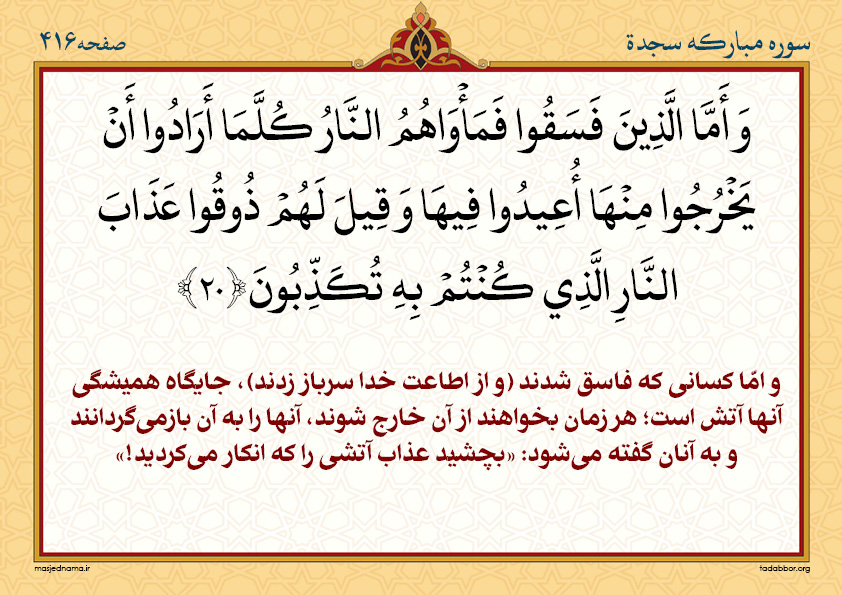 سوره مبارکه سجدة
صفحه۴۱۶
وَ أَمَّا الَّذِينَ فَسَقُوا فَمَأْوَاهُمُ النَّارُ كُلَّمَا أَرَادُوا أَنْ
يَخْرُجُوا مِنْهَا أُعِيدُوا فِيهَا وَ قِيلَ لَهُمْ ذُوقُوا عَذَابَ
النَّارِ الَّذِي كُنْتُمْ بِهِ تُكَذِّبُونَ ﴿۲۰﴾
و امّا کسانی که فاسق شدند (و از اطاعت خدا سرباز زدند)، جایگاه همیشگی
آنها آتش است؛ هر زمان بخواهند از آن خارج شوند، آنها را به آن بازمی‌گردانند
و به آنان گفته می‌شود: «بچشید عذاب آتشی را که انکار می‌کردید!»
masjednama.ir
tadabbor.org